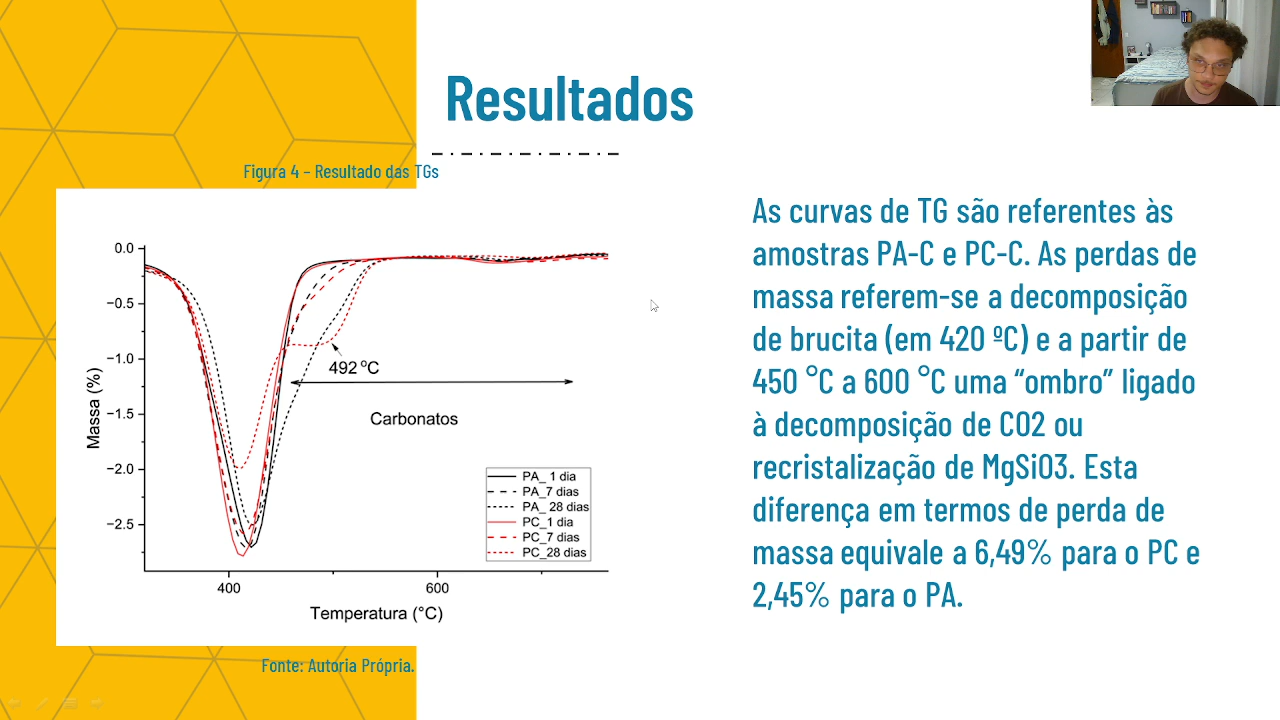 Resultados
Figura 4 – Resultado das TGs
0.0
−0.5
−1.0
−1.5
−2.0
−2.5
Massa (%)
492 ºC
Carbonatos
PA_ 1 dia
PA_7 dias
PA_ 28 dias
PC_1 dia
PC_7 dias
PC_28 dias
400
600
Temperatura (°C)
Fonte: Autoria Própria.
As curvas de TG são referentes às
amostras PA-C e PC-C. As perdas de
massa referem-se a decomposição
de brucita (em 420 ºC) e a partir de
450 °C a 600 °C uma “ombro” ligado
à decomposição de CO2 ou
recristalização de MgSiO3. Esta
diferença em termos de perda de
massa equivale a 6,49% para o PC e
2,45% para o PA.